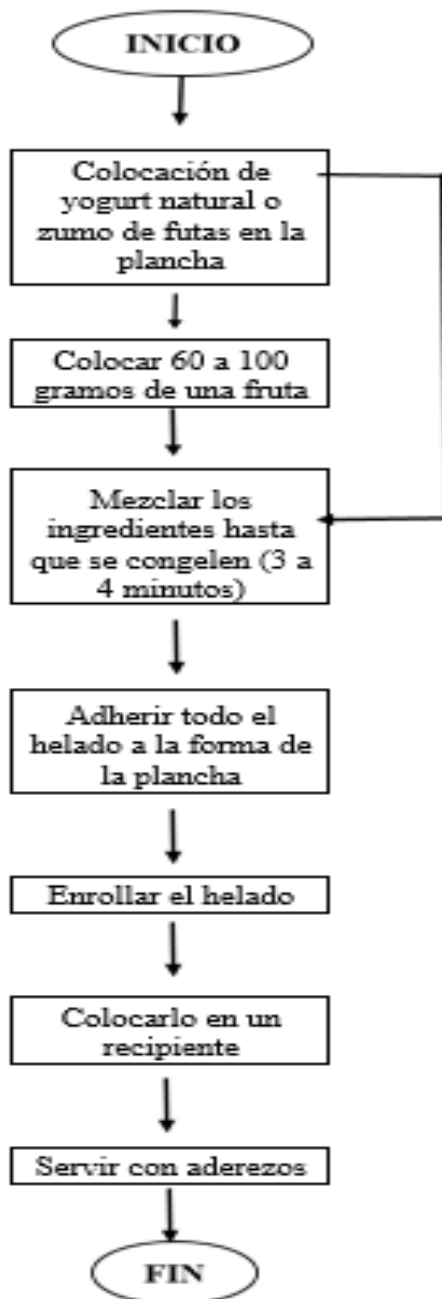 INICIO
Colocación de
yogurt natural o
zumo de futas en la
plancha
Colocar 60 a 100
gramos de una fruta
Mezclar los
ingredientes hasta
que se congelen (3 a
4 minutos)
Adherir todo el
helado a la forma de
la plancha
Enrollar el helado
Colocarlo en un
recipiente
Servir con aderezos
FIN